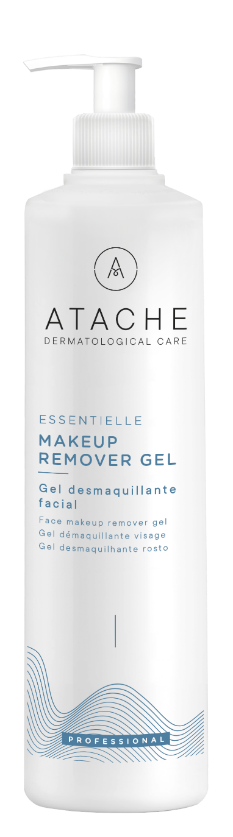 ATACHE
DERMATOLOGICAL CARE
ESSENTIELLE
MAKEUP
REMOVER GEL
Gel desmaquillante
facial
Face makeup remover gel
Gel démaquillante visage
Gel desmaquilhante rosto
PROFESSIONAL